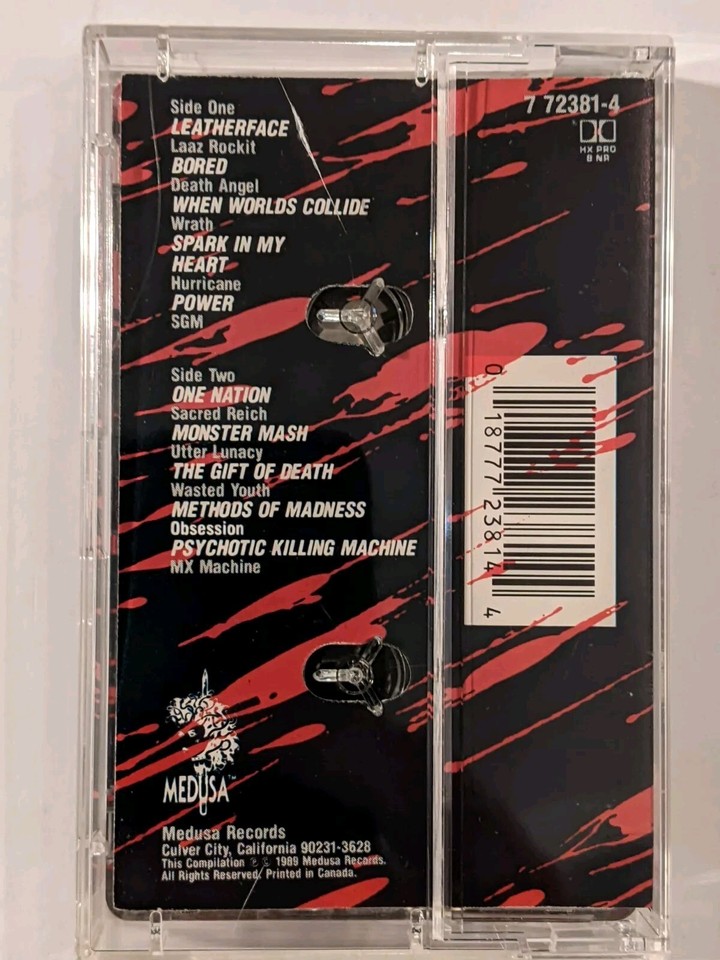 Side One
LEATHERFACE
Laaz Rockit
BORED
Death Angel
WHEN WORLDS COLLIDE
Wrath
SPARK IN MY
HEART
Hurricane
POWER
SGM
Side Two
ONE NATION
Sacred Reich
MONSTER MASH
Utter Lunacy
THE GIFT OF DEATH
Wasted Youth
METHODS OF MADNESS
Obsession
PSYCHOTIC KILLING MACHINE
MX Machine
MEDUSA™
Medusa Records
Culver City, California 90231-3628
This Compilation ℗ © 1989 Medusa Records.
All Rights Reserved. Printed in Canada.
7 72381-4
HX PRO
B NR
0 18777 23814 4